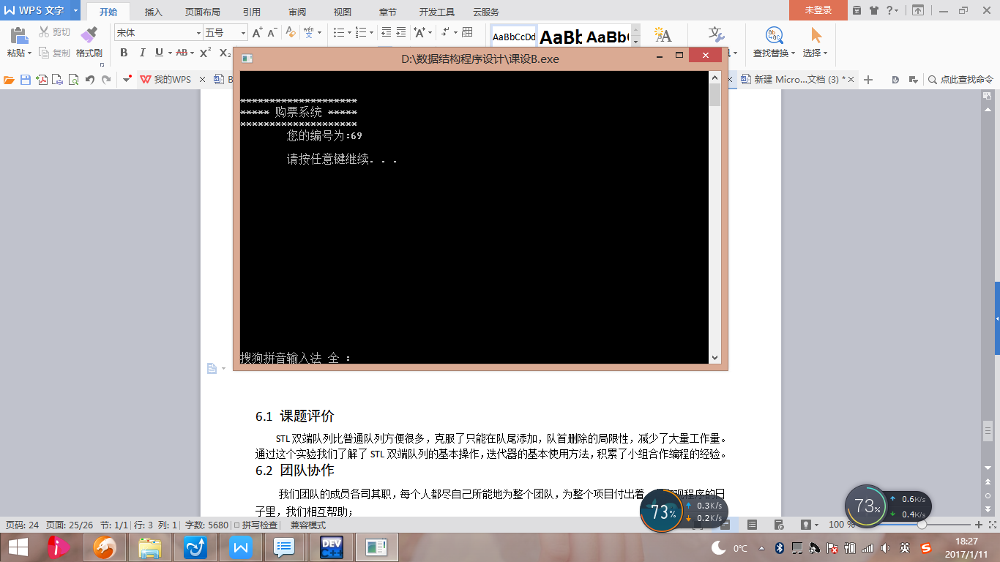 WPS 文字
开始 插入 页面布局 引用 审阅 视图 章节 开发工具 云服务
未登录
粘贴 剪切 复制 格式刷
宋体 五号
B I U AB X² X₂
AaBbCcDd AaBb AaBb
查找替换 选择
我的WPS
新建 Micro...文档 (3) *
点此查找命令
D:\数据结构程序设计\课设B.exe
********************
***** 购票系统 *****
********************
您的编号为:69
请按任意键继续. . .
搜狗拼音输入法 全 :
6.1 课题评价
STL 双端队列比普通队列方便很多，克服了只能在队尾添加，队首删除的局限性，减少了大量工作量。
通过这个实验我们了解了 STL 双端队列的基本操作，迭代器的基本使用方法，积累了小组合作编程的经验。
6.2 团队协作
我们团队的成员各司其职，每个人都尽自己所能地为整个团队，为整个项目付出着
程序的日
子里，我们相互帮助；
73% 0.3K/s 0.2K/s
73% 0.6K/s 0.4K/s
页码: 24 页面: 25/26 节: 1/1 行: 3 列: 1 字数: 5680 拼写检查 兼容模式
100 %
DEV C++
0℃
英
18:27
2017/1/11